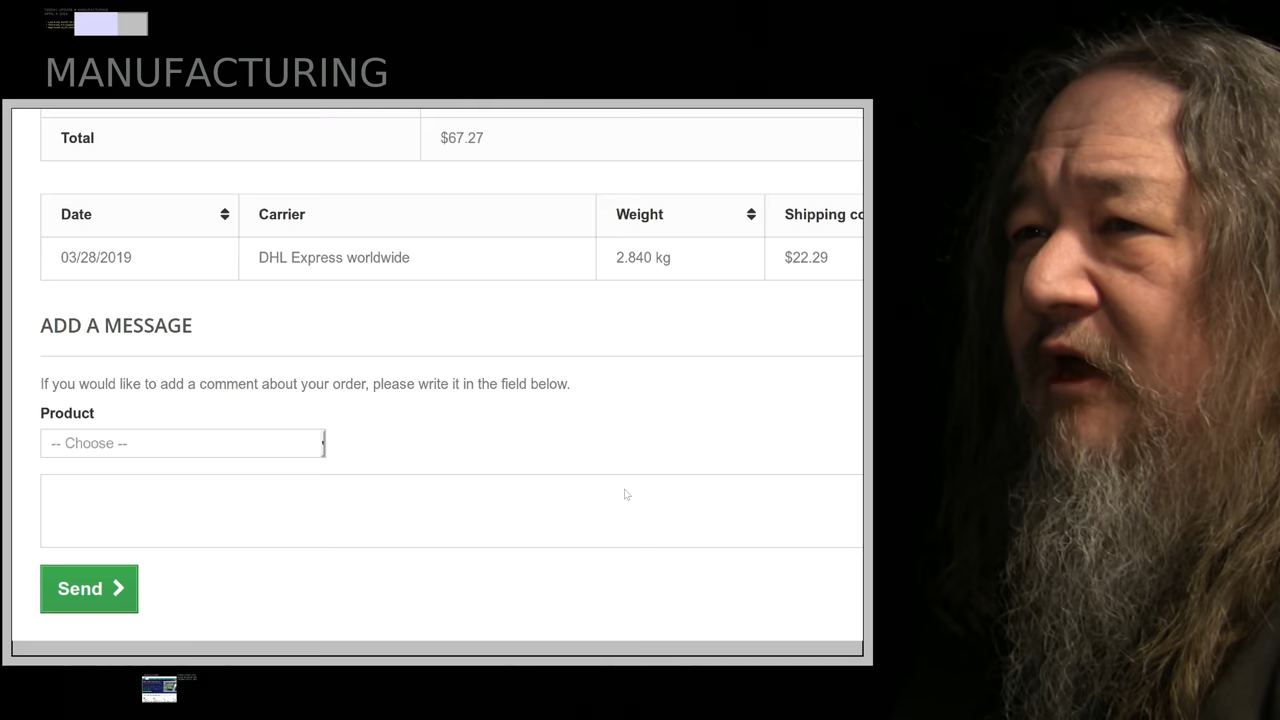 MANUFACTURING
Total $67.27
Date Carrier Weight Shipping co
03/28/2019 DHL Express worldwide 2.840 kg $22.29
ADD A MESSAGE
If you would like to add a comment about your order, please write it in the field below.
Product
-- Choose --
Send